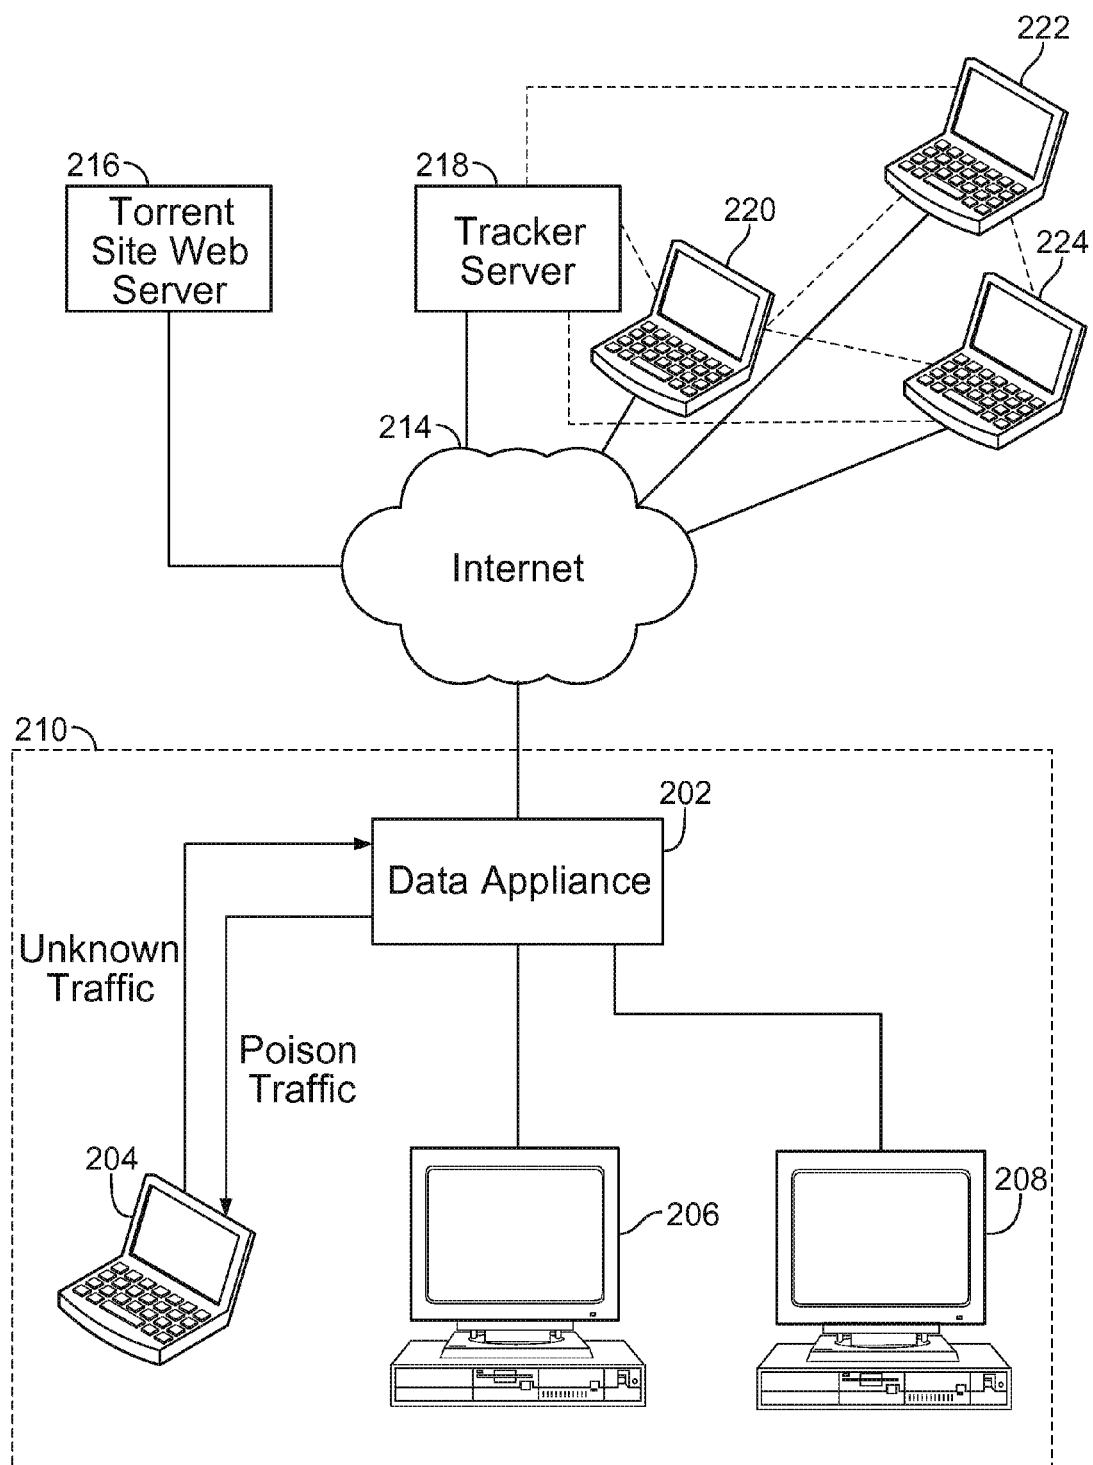 222
216
218
Torrent
Site Web
Server
Tracker
Server
220
224
214
Internet
210
202
Data Appliance
Unknown
Traffic
Poison
Traffic
204
206
208